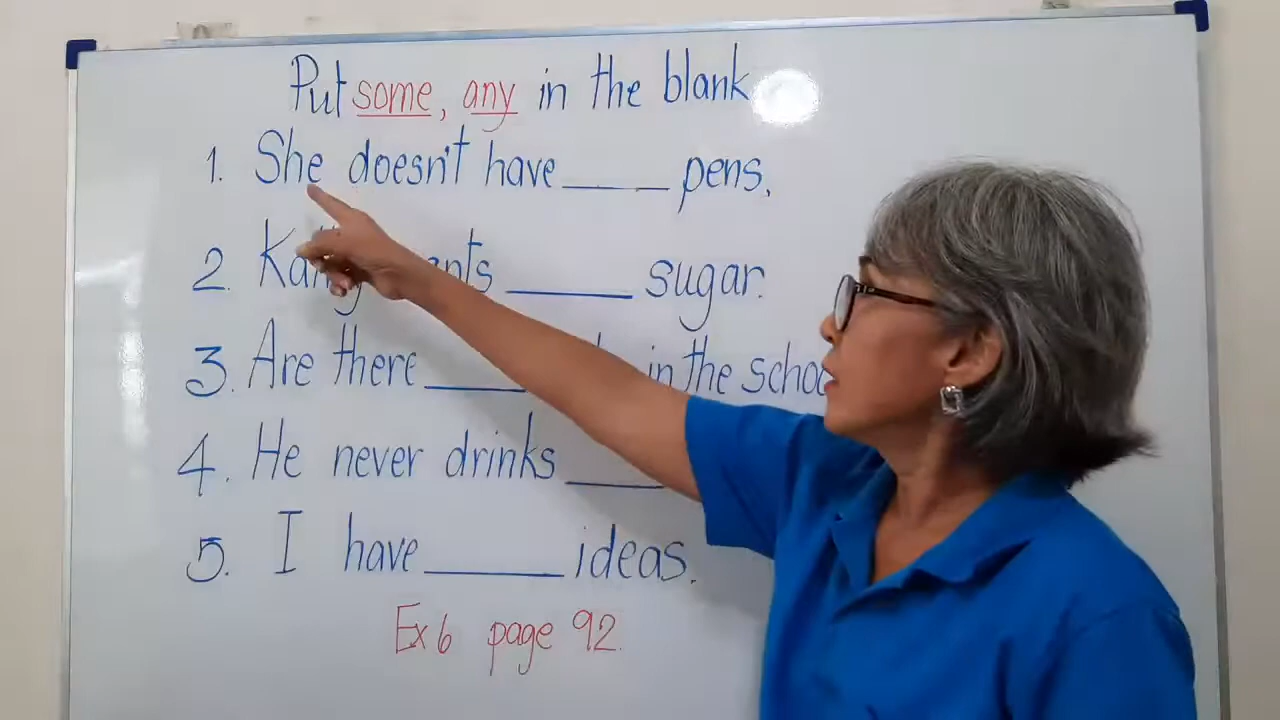 Put some, any in the blank
1. She doesn't have ____ pens.
2. ____ sugar.
3. Are there ____ in the
4. He never drinks ____
5. I have ____ ideas.
Ex 6 page 92.